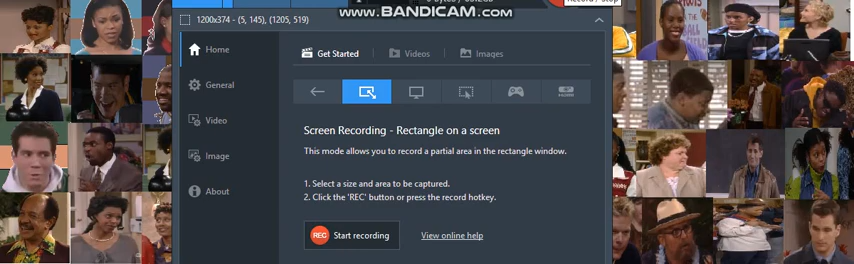 Record / Stop
www.BANDICAM.com
1200x374 - (5, 145), (1205, 519)
Home
Get Started
Videos
Images
General
Video
Screen Recording - Rectangle on a screen
This mode allows you to record a partial area in the rectangle window.
Image
1. Select a size and area to be captured.
About
2. Click the 'REC' button or press the record hotkey.
REC Start recording
View online help